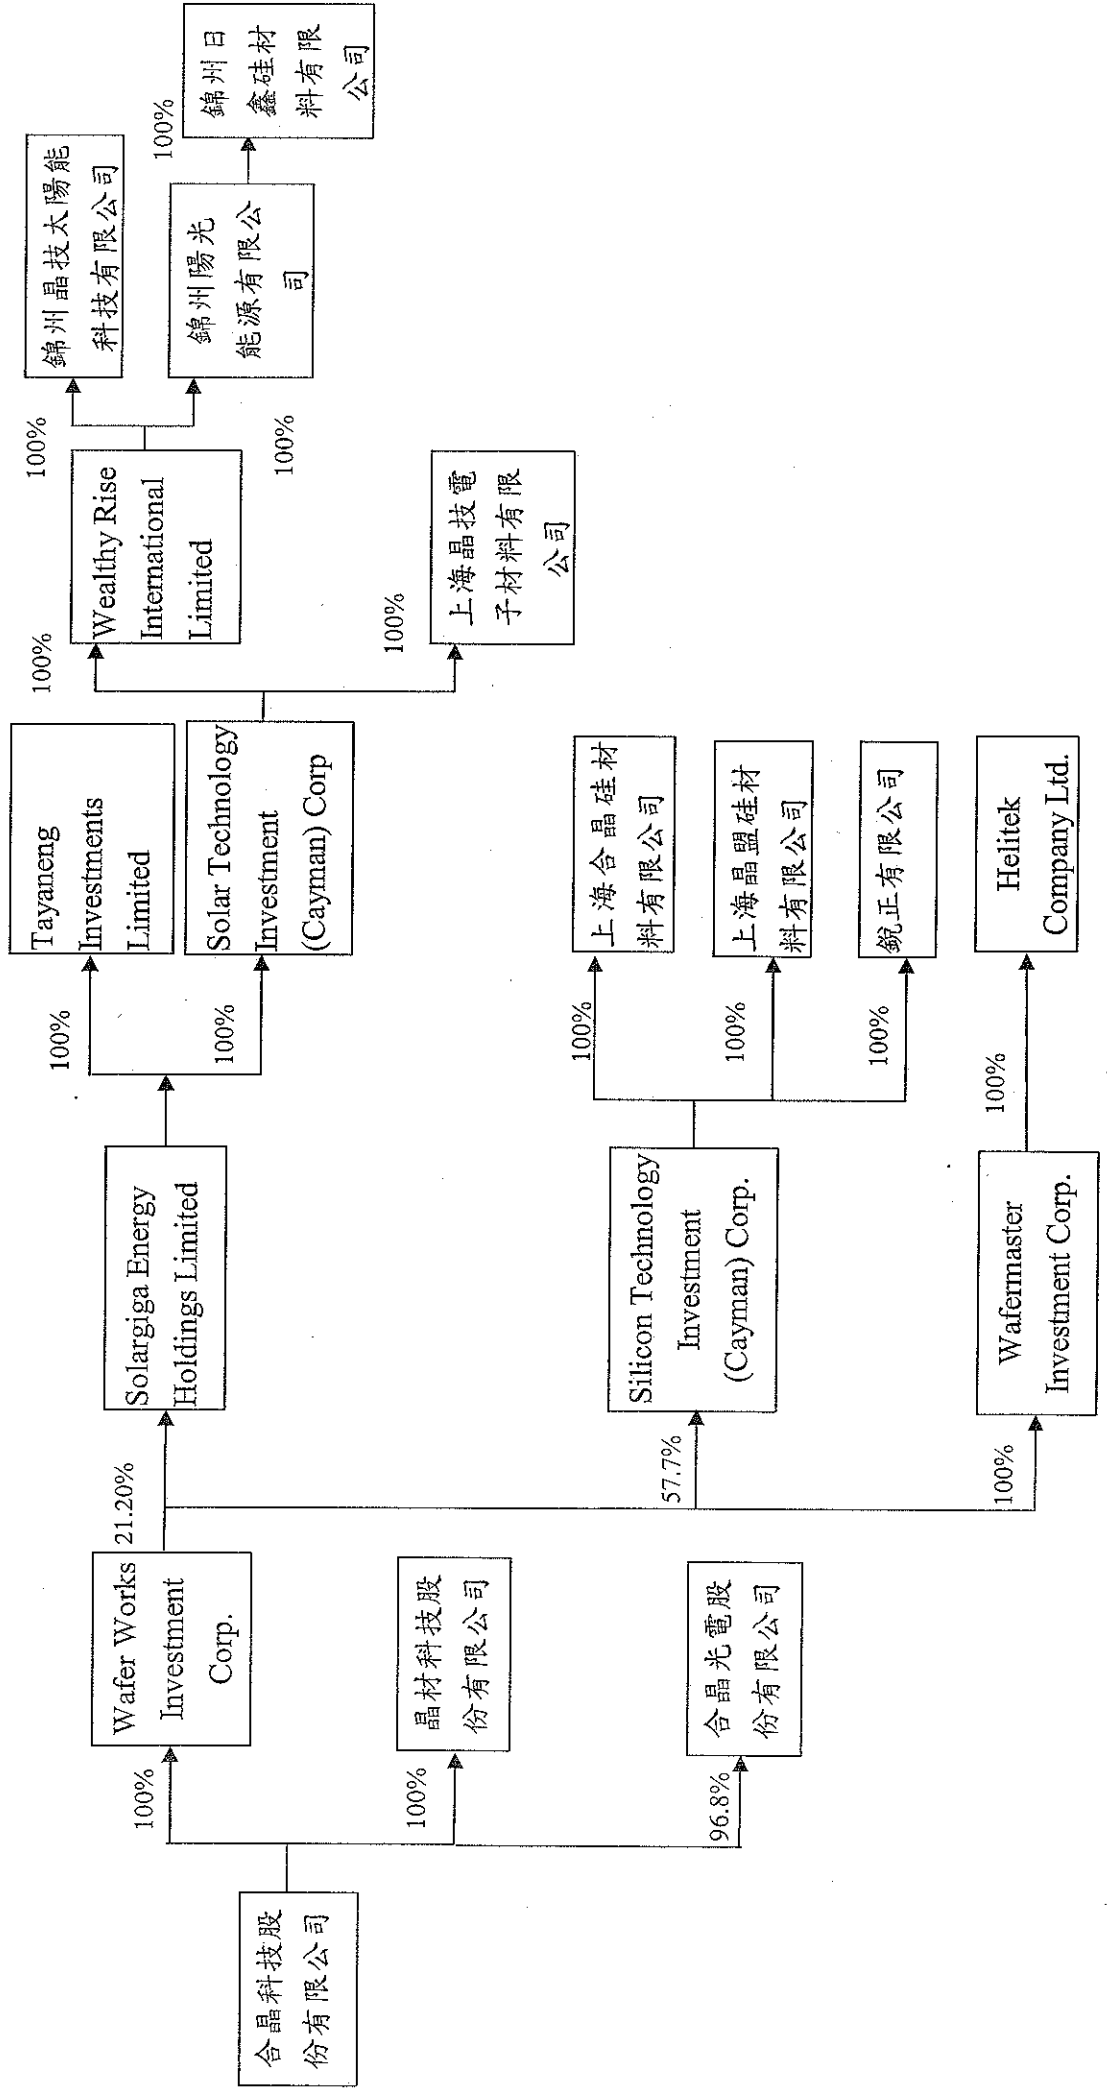 合晶科技股
份有限公司
100%
Wafer Works
Investment
Corp.
100%
晶材科技股
份有限公司
96.8%
合晶光電股
份有限公司
21.20%
Solargiga Energy
Holdings Limited
57.7%
Silicon Technology
Investment
(Cayman) Corp.
100%
Wafermaster
Investment Corp.
100%
Tayaneng
Investments
Limited
100%
Solar Technology
Investment
(Cayman) Corp
100%
上海合晶硅材
料有限公司
100%
上海晶盟硅材
料有限公司
100%
銳正有限公司
100%
Helitek
Company Ltd.
100%
Wealthy Rise
International
Limited
100%
上海晶技電
子材料有限
公司
100%
錦州晶技太陽能
科技有限公司
100%
錦州陽光
能源有限公
司
100%
錦州日
鑫硅材
料有限
公司